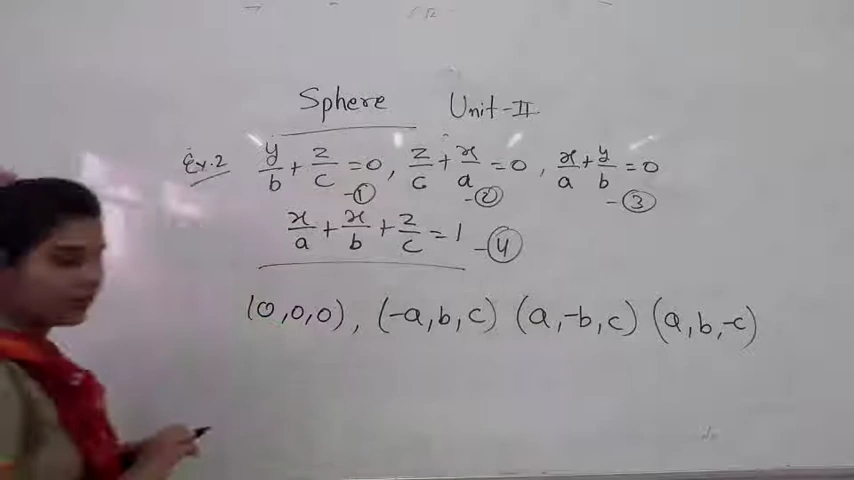 Sphere Unit-II
Ex.2 y/b + z/c = 0 -①, z/c + x/a = 0 -②, x/a + y/b = 0 -③
x/a + x/b + z/c = 1 -④
(0,0,0), (-a,b,c) (a,-b,c) (a,b,-c)